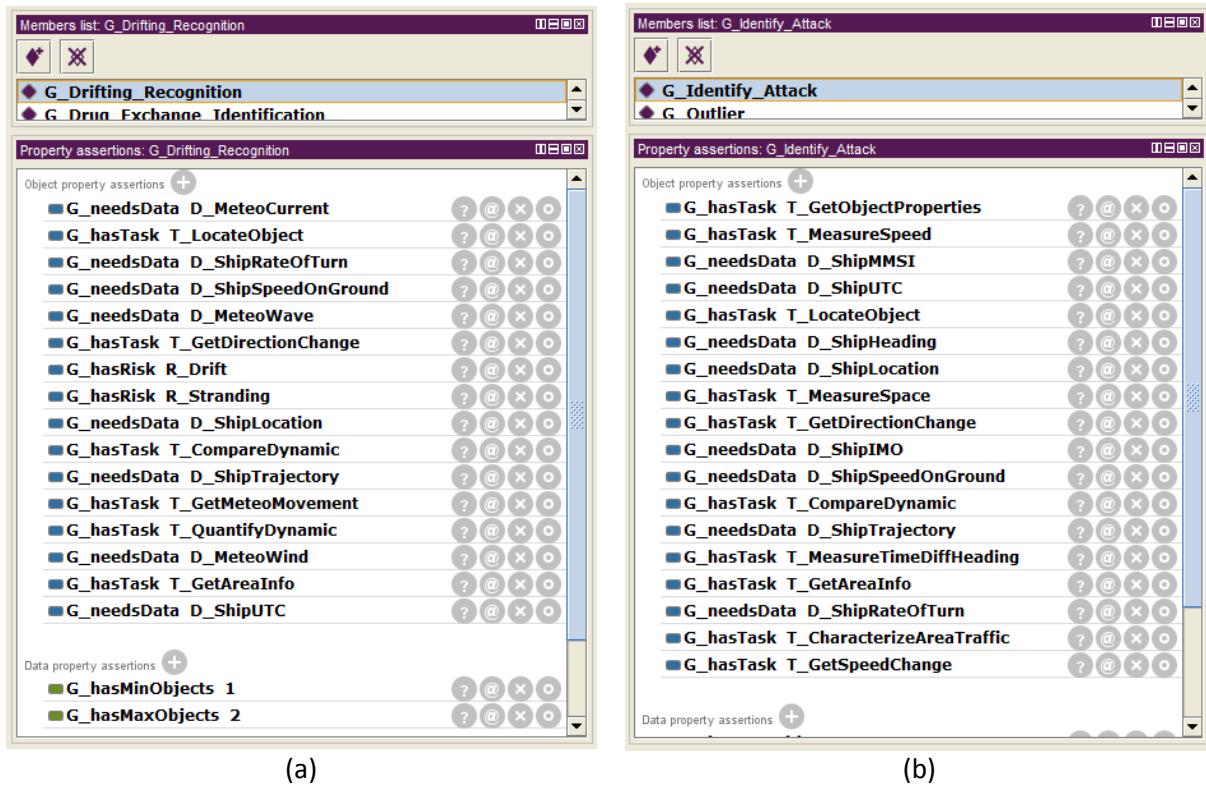 Members list: G_Drifting_Recognition
G_Drifting_Recognition
G_Drug_Exchange_Identification
Property assertions: G_Drifting_Recognition
Object property assertions
G_needsData D_MeteoCurrent
G_hasTask T_LocateObject
G_needsData D_ShipRateOfTurn
G_needsData D_ShipSpeedOnGround
G_needsData D_MeteoWave
G_hasTask T_GetDirectionChange
G_hasRisk R_Drift
G_hasRisk R_Stranding
G_needsData D_ShipLocation
G_hasTask T_CompareDynamic
G_needsData D_ShipTrajectory
G_hasTask T_GetMeteoMovement
G_hasTask T_QuantifyDynamic
G_needsData D_MeteoWind
G_hasTask T_GetAreaInfo
G_needsData D_ShipUTC
Data property assertions
G_hasMinObjects 1
G_hasMaxObjects 2
(a)
Members list: G_Identify_Attack
G_Identify_Attack
G_Outlier
Property assertions: G_Identify_Attack
Object property assertions
G_hasTask T_GetObjectProperties
G_hasTask T_MeasureSpeed
G_needsData D_ShipMMSI
G_needsData D_ShipUTC
G_hasTask T_LocateObject
G_needsData D_ShipHeading
G_needsData D_ShipLocation
G_hasTask T_MeasureSpace
G_hasTask T_GetDirectionChange
G_needsData D_ShipIMO
G_needsData D_ShipSpeedOnGround
G_hasTask T_CompareDynamic
G_needsData D_ShipTrajectory
G_hasTask T_MeasureTimeDiffHeading
G_hasTask T_GetAreaInfo
G_needsData D_ShipRateOfTurn
G_hasTask T_CharacterizeAreaTraffic
G_hasTask T_GetSpeedChange
Data property assertions
(b)